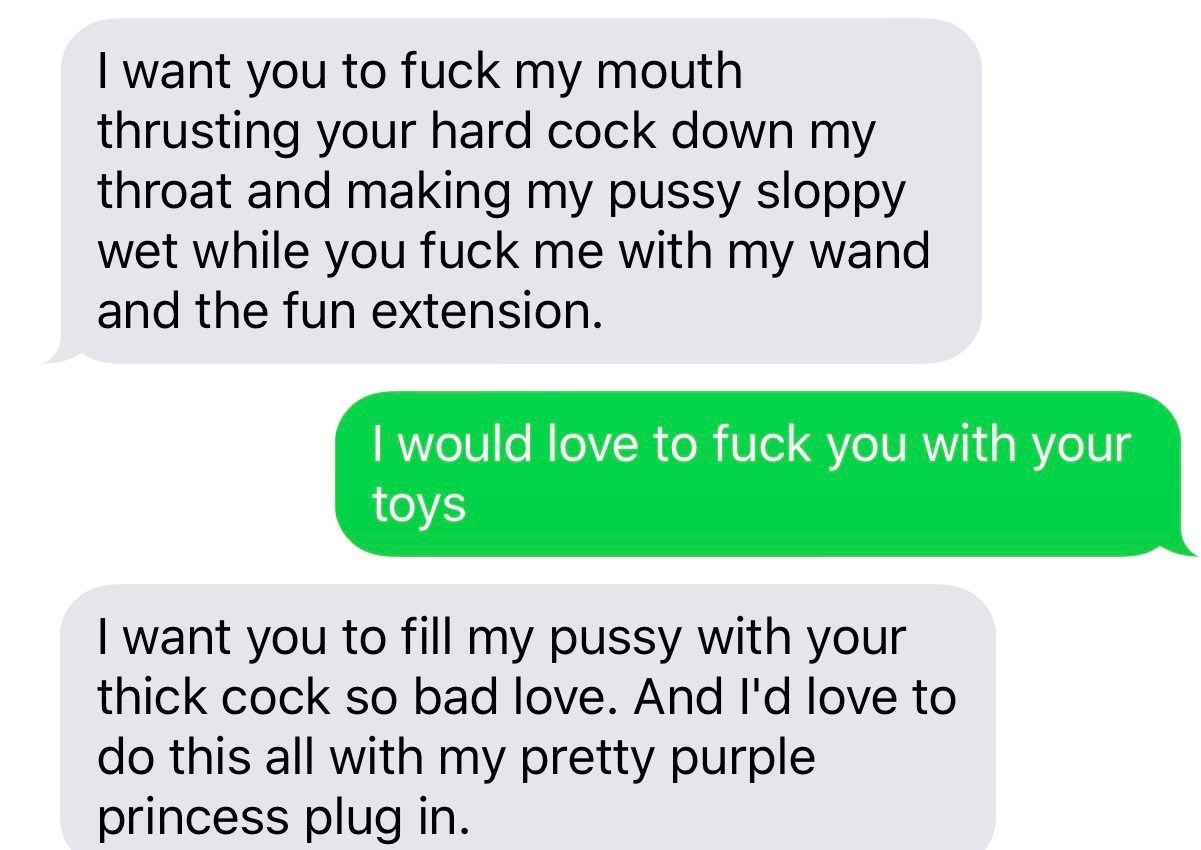 I want you to fuck my mouth
thrusting your hard cock down my
throat and making my pussy sloppy
wet while you fuck me with my wand
and the fun extension.
I would love to fuck you with your
toys
I want you to fill my pussy with your
thick cock so bad love. And I'd love to
do this all with my pretty purple
princess plug in.